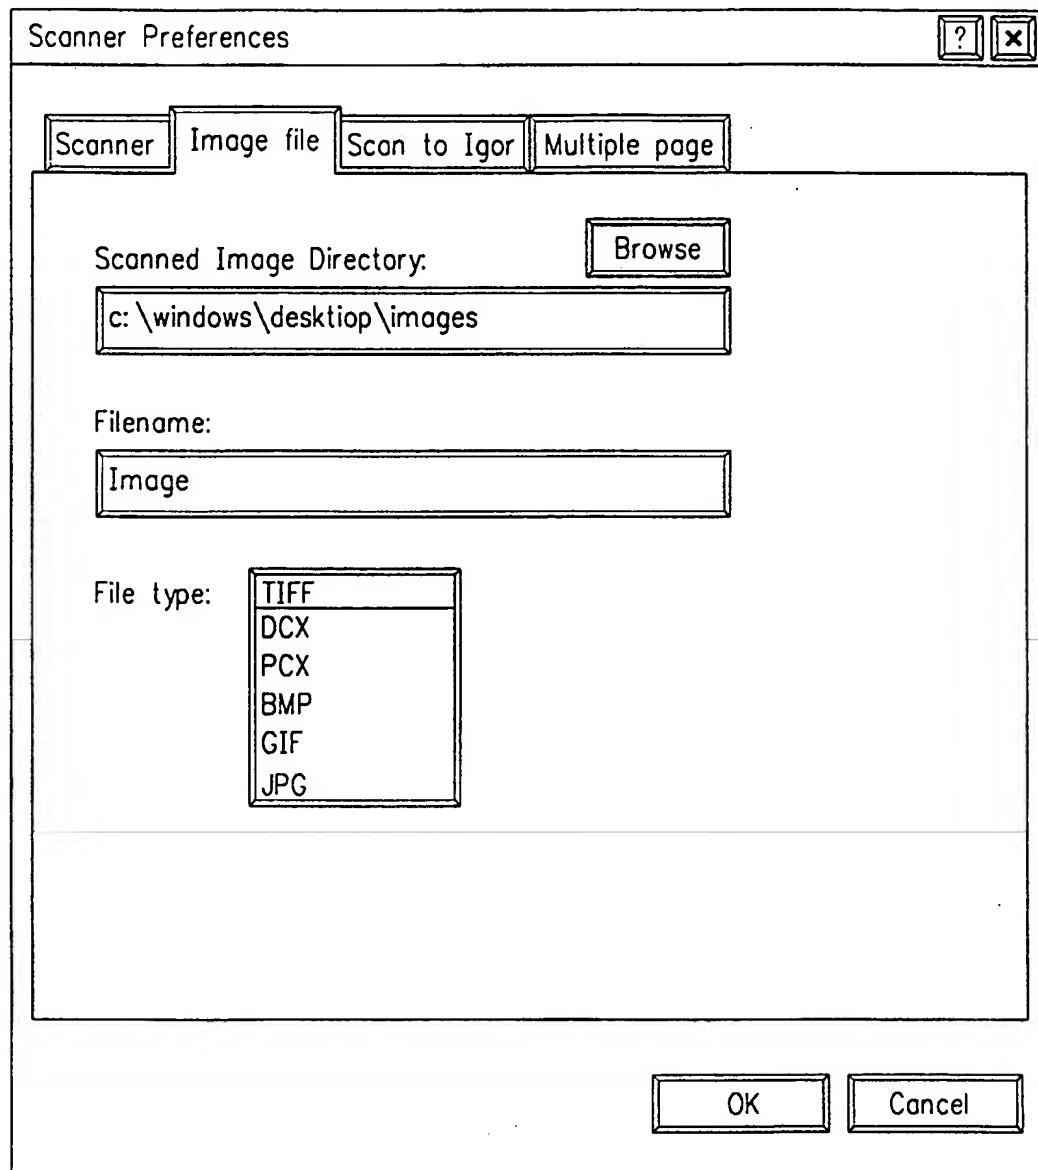 Scanner Preferences ? ×
Scanner Image file Scan to Igor Multiple page
Browse
Scanned Image Directory:
c:\windows\desktiop\images
Filename:
Image
File type: TIFF
DCX
PCX
BMP
GIF
JPG
OK Cancel